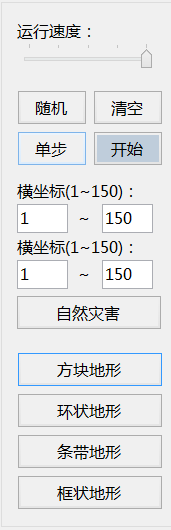 运行速度：
随机 清空
单步 开始
横坐标(1~150)：
1 ~ 150
横坐标(1~150)：
1 ~ 150
自然灾害
方块地形
环状地形
条带地形
框状地形